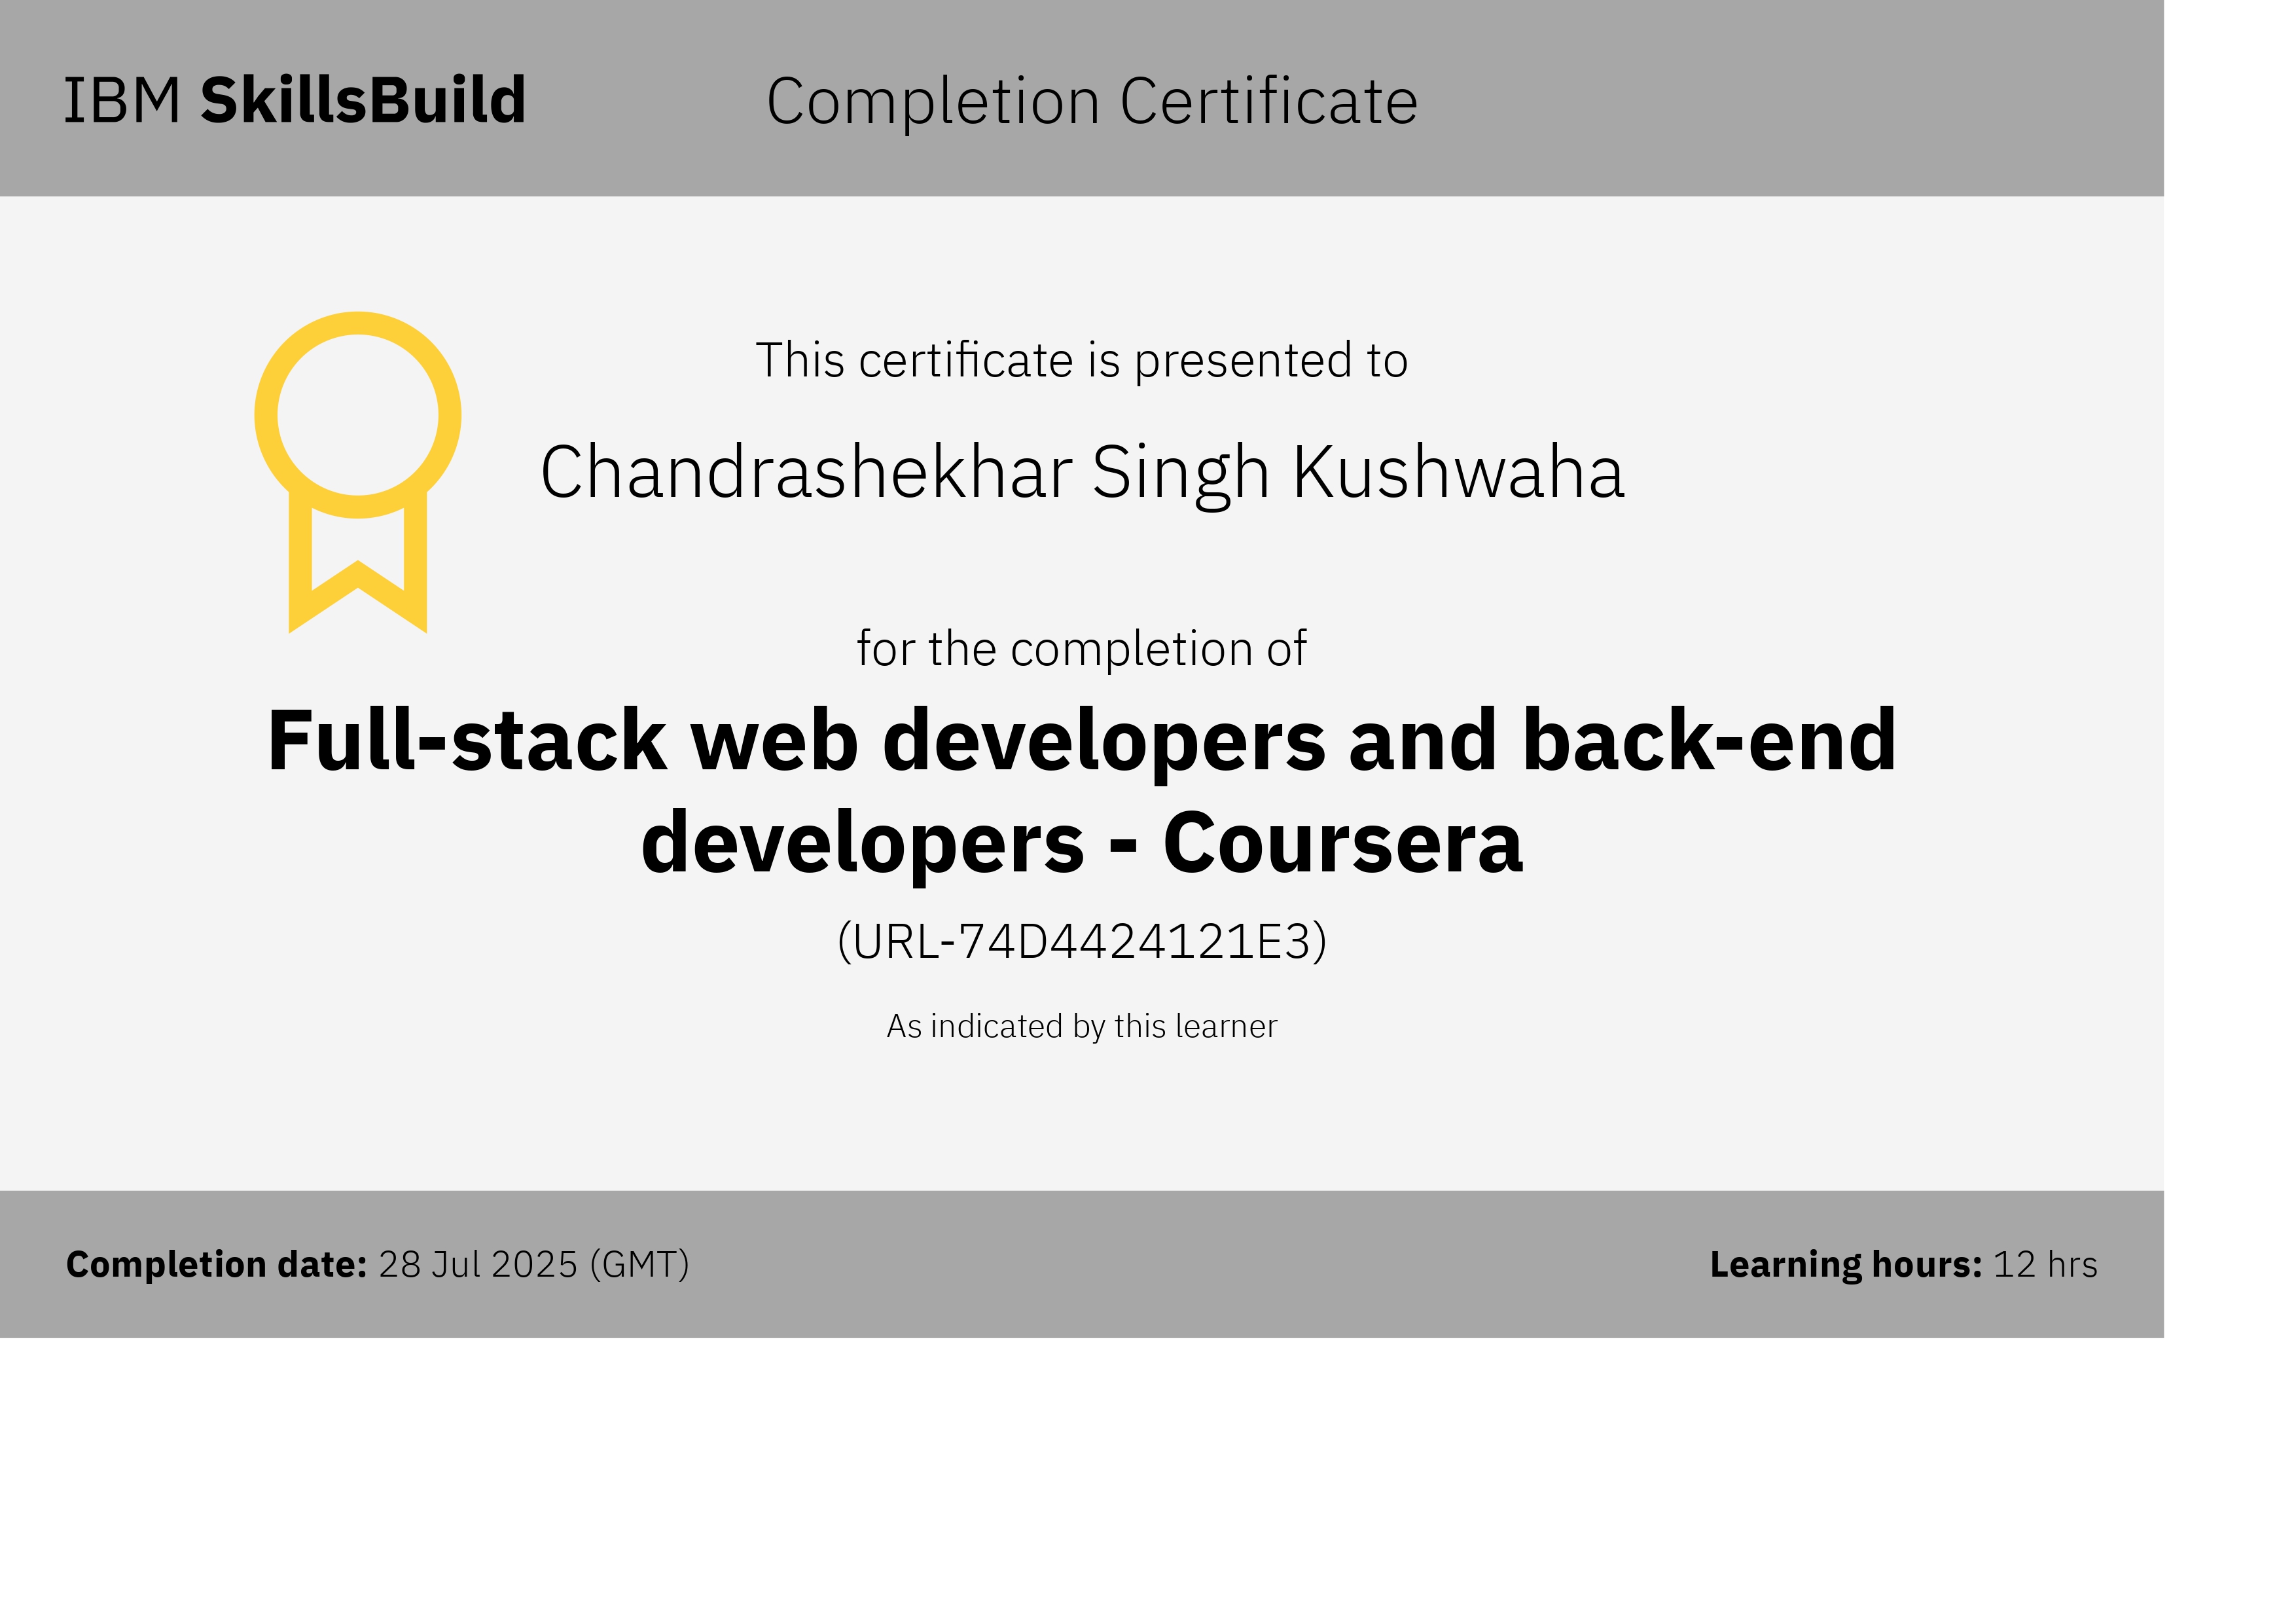 IBM SkillsBuild
Completion Certificate
This certificate is presented to
Chandrashekhar Singh Kushwaha
for the completion of
Full-stack web developers and back-end
developers - Coursera
(URL-74D4424121E3)
As indicated by this learner
Completion date: 28 Jul 2025 (GMT)
Learning hours: 12 hrs